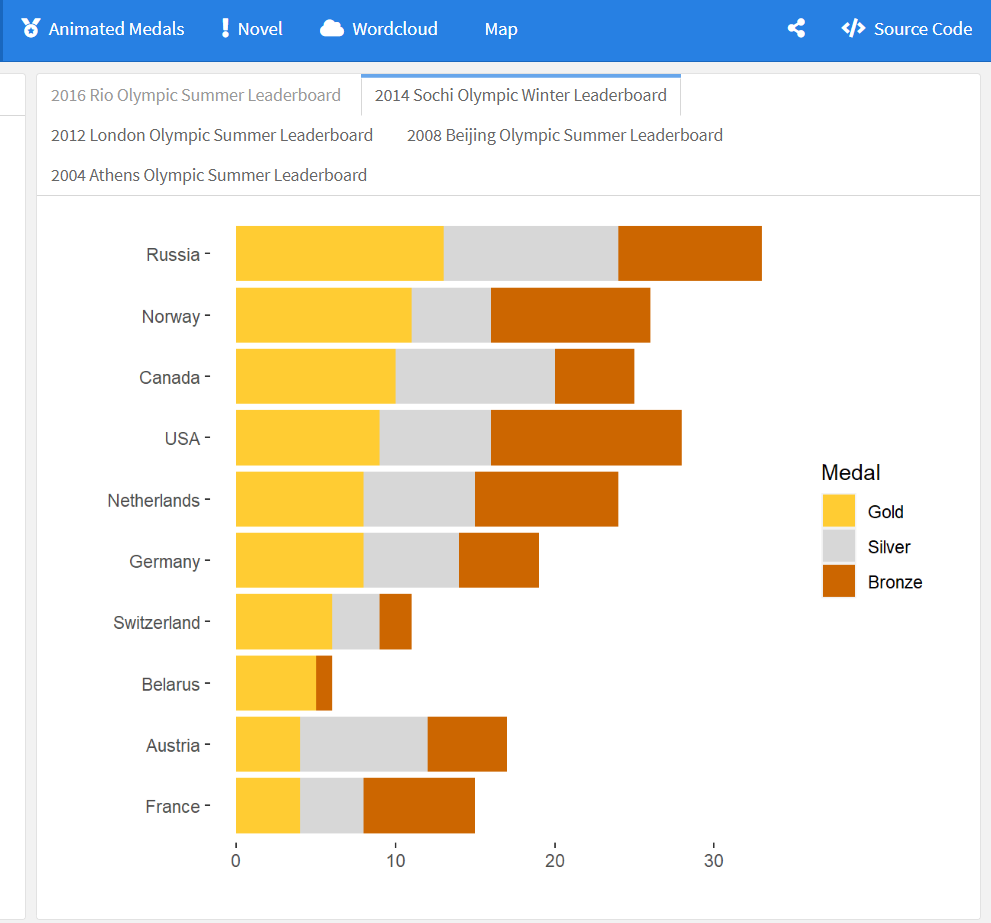 Animated Medals Novel Wordcloud Map Source Code
2016 Rio Olympic Summer Leaderboard 2014 Sochi Olympic Winter Leaderboard
2012 London Olympic Summer Leaderboard 2008 Beijing Olympic Summer Leaderboard
2004 Athens Olympic Summer Leaderboard
Russia
Norway
Canada
USA
Netherlands
Germany
Switzerland
Belarus
Austria
France
0 10 20 30
Medal
Gold
Silver
Bronze